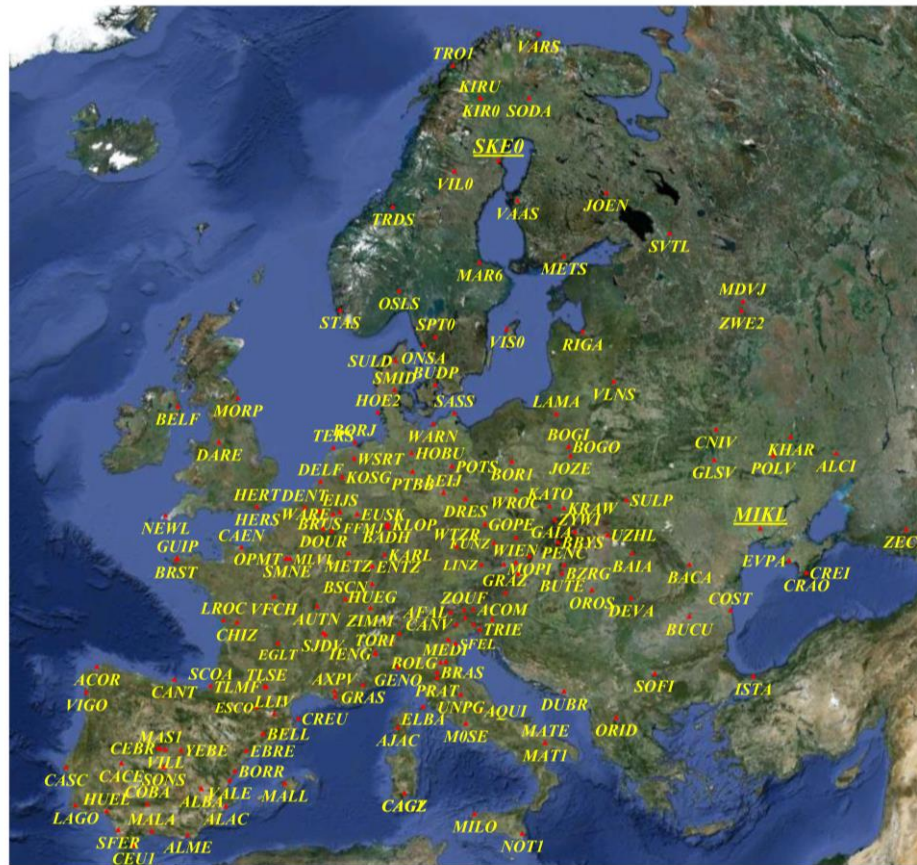 VARS
TRO1
KIRU
KIR0 SODA
SKE0
VIL0
JOEN
VAAS
TRDS
SVTL
METS
MAR6
MDVJ
OSLS
STAS
ZWE2
SPT0
VIS0
RIGA
ONSA
SULD
BUDP
SMID
VLNS
HOE2
SASS
LAMA
MORP
BELF
WARN
BORJ
BOGI
CNIV
KHAR
TERS
HOBU
BOGO
DARE
ALCI
WSRT
POTS
BORI
JOZE
GLSV
POLV
DELF
KOSG
PTBB
LEIJ
HERT
DENT
EIJS
KATO
DRES
WROC
KRAW
SULP
HERS
WARE
EUSK
ZYWI
MIKL
NEWL
BRUS
FFMJ
KLOP
GOPE
GAIA
UZHL
ZEC
CAEN
DOUR
BADH
WTZR
KRYS
GUIP
KUNZ
WIEN
PENC
OPMT
MLVL
METZ
KARL
BRST
SMNE
ENTZ
LINZ
MOPI
BZRG
BAIA
BACA
EVPA
CREI
GRAZ
BUTE
CRAO
BSCN
OROS
DEVA
HUEG
ZOUF
LROC
VFCH
AUTN
ZIMM
AFAL
ACOM
COST
BUCU
CHIZ
CANV
TRIE
SJDV
TORI
EGLT
IENG
MEDI
SFEL
BOLG
ACOR
SCOA
TLSE
AXPV
GENO
BRAS
SOFI
ISTA
CANT
TLMF
GRAS
PRAT
VIGO
LLIV
ESCO
UNPG
AQUI
DUBR
CREU
ELBA
ORID
AJAC
M0SE
MATE
MAS1
BELL
CEBR
YEBE
EBRE
MAT1
VILL
CASC
CACE
SONS
BORR
COBA
VALE
MALL
HUEL
ALBA
CAGZ
LAGO
MALA
ALAC
MILO
SFER
ALME
NOT1
CEU1